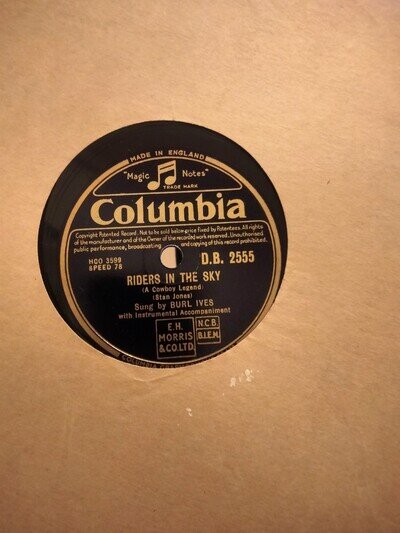 MADE IN ENGLAND
"Magic Notes"
TRADE MARK
Columbia
Copyright Patented Record. Not to be sold below price fixed by Patentees. All rights
of the manufacturer and of the Owner of the recorded work reserved. Unauthorised
public performance, broadcasting and copying of this record prohibited.
HCO 3599
SPEED 78
D.B. 2555
RIDERS IN THE SKY
(A Cowboy Legend)
(Stan Jones)
Sung by BURL IVES
with Instrumental Accompaniment
E.H.
MORRIS
& CO. LTD.
N.C.B.
B.I.E.M.
COLUMBIA